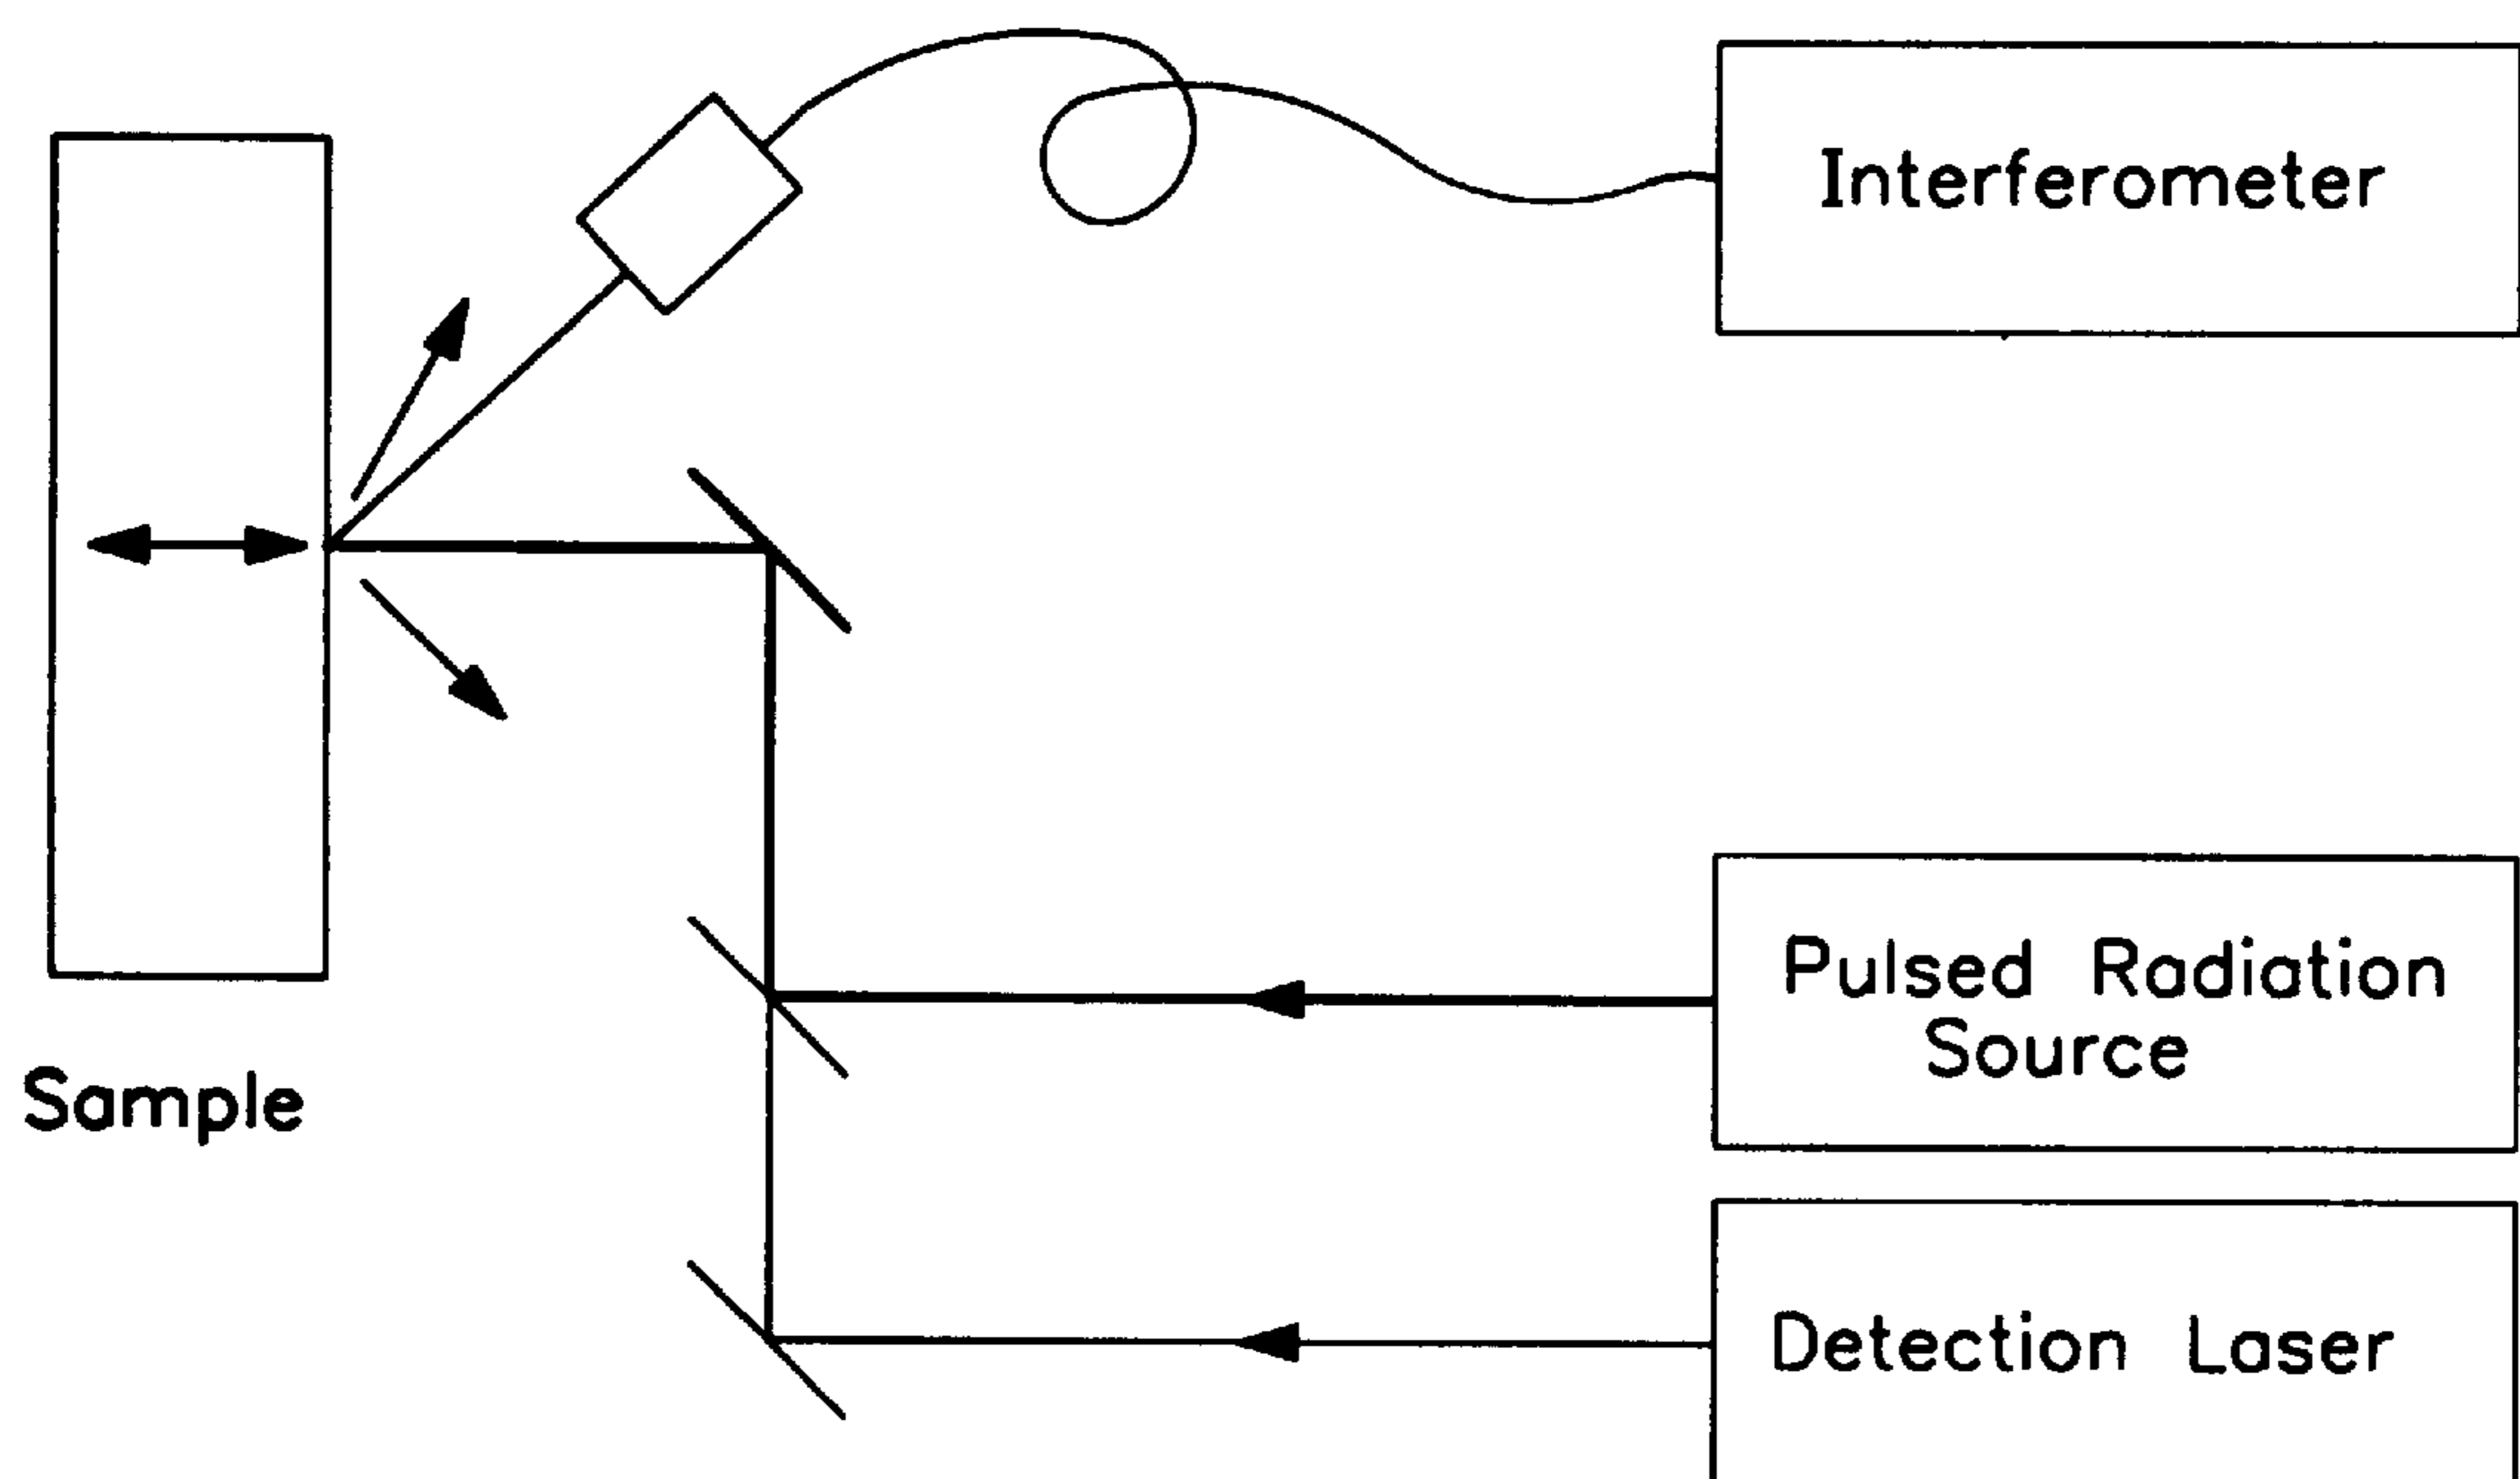 Interferometer
Pulsed Radiation
Source
Sample
Detection Laser